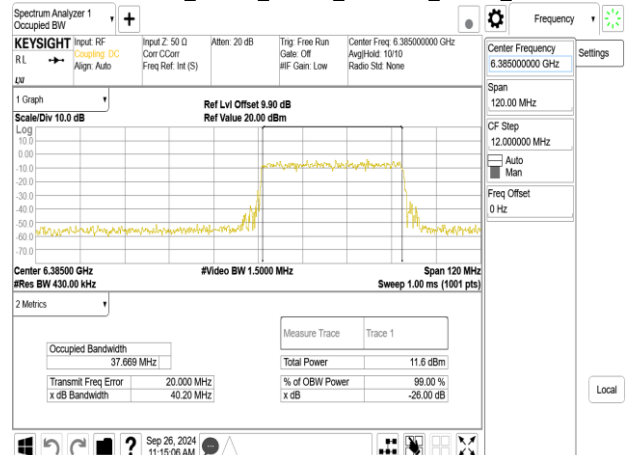 Spectrum Analyzer 1
Occupied BW
Frequency
KEYSIGHT
RL
LXI
Input: RF
Coupling: DC
Align: Auto
Input Z: 50 Ω
Corr CCorr
Freq Ref: Int (S)
Atten: 20 dB
Trig: Free Run
Gate: Off
#IF Gain: Low
Center Freq: 6.385000000 GHz
Avg|Hold: 10/10
Radio Std: None
Center Frequency
6.385000000 GHz
Settings
Span
120.00 MHz
CF Step
12.000000 MHz
Auto
Man
Freq Offset
0 Hz
Local
1 Graph
Scale/Div 10.0 dB
Ref Lvl Offset 9.90 dB
Ref Value 20.00 dBm
Log
10.0
0.00
-10.0
-20.0
-30.0
-40.0
-50.0
-60.0
-70.0
Center 6.38500 GHz
#Video BW 1.5000 MHz
Span 120 MHz
#Res BW 430.00 kHz
Sweep 1.00 ms (1001 pts)
2 Metrics
Measure Trace Trace 1
Occupied Bandwidth
37.669 MHz
Total Power 11.6 dBm
Transmit Freq Error 20.000 MHz
% of OBW Power 99.00 %
x dB Bandwidth 40.20 MHz
x dB -26.00 dB
?
Sep 26, 2024
11:15:06 AM